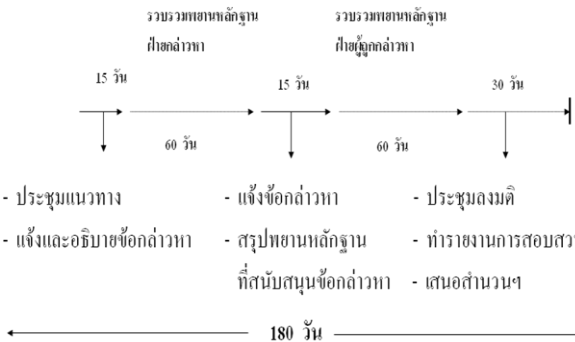 รวบรวมพยานหลักฐาน
ฝ่ายกล่าวหา
รวบรวมพยานหลักฐาน
ฝ่ายผู้ถูกกล่าวหา
15 วัน
15 วัน
30 วัน
60 วัน
60 วัน
- ประชุมแนวทาง
- แจ้งและอธิบายข้อกล่าวหา
- แจ้งข้อกล่าวหา
- สรุปพยานหลักฐาน
ที่สนับสนุนข้อกล่าวหา
- ประชุมลงมติ
- ทำรายงานการสอบสว
- เสนอสำนวนฯ
180 วัน